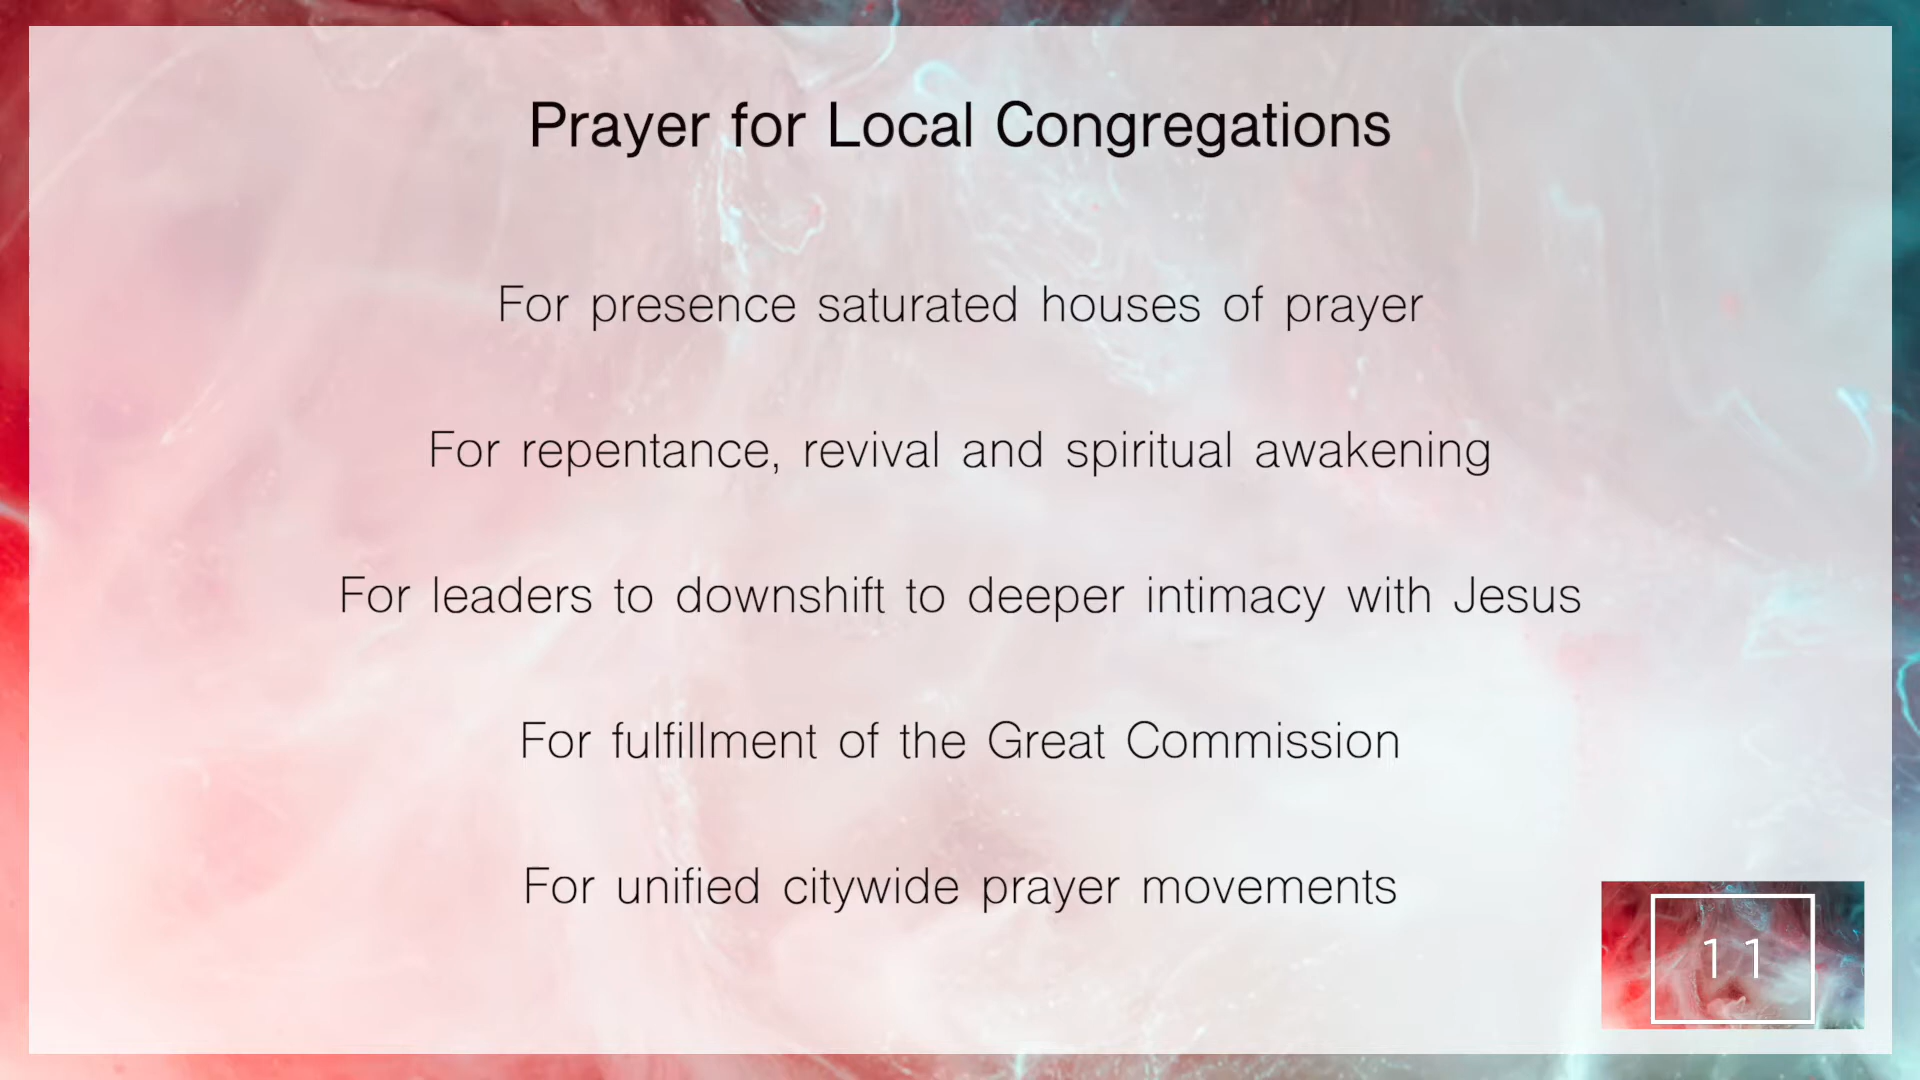 Prayer for Local Congregations
For presence saturated houses of prayer
For repentance, revival and spiritual awakening
For leaders to downshift to deeper intimacy with Jesus
For fulfillment of the Great Commission
For unified citywide prayer movements
11